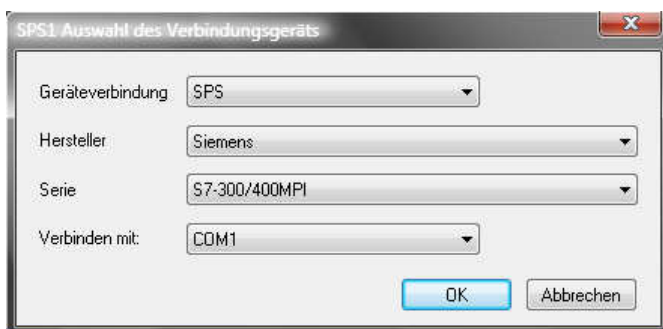 SPS1 Auswahl des Verbindungsgeräts
Geräteverbindung SPS
Hersteller Siemens
Serie S7-300/400MPI
Verbinden mit: COM1
OK Abbrechen